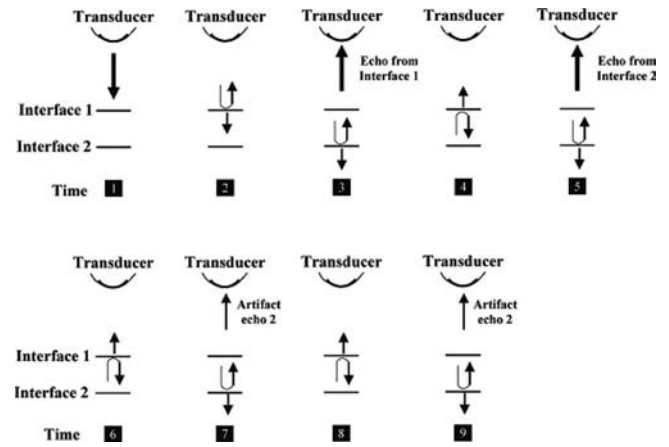 Transducer Transducer Transducer Transducer Transducer
Echo from Interface 1
Echo from Interface 2
Interface 1
Interface 2
Time 1 2 3 4 5
Transducer Transducer Transducer Transducer
Artifact echo 2
Artifact echo 2
Interface 1
Interface 2
Time 6 7 8 9